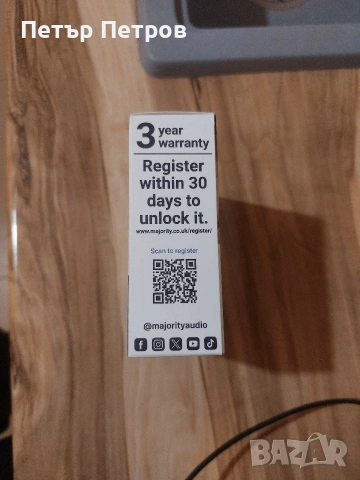 Петър Петров
3 year
warranty
Register
within 30
days to
unlock it.
www.majority.co.uk/register/
Scan to register
@majorityaudio
BAZAR